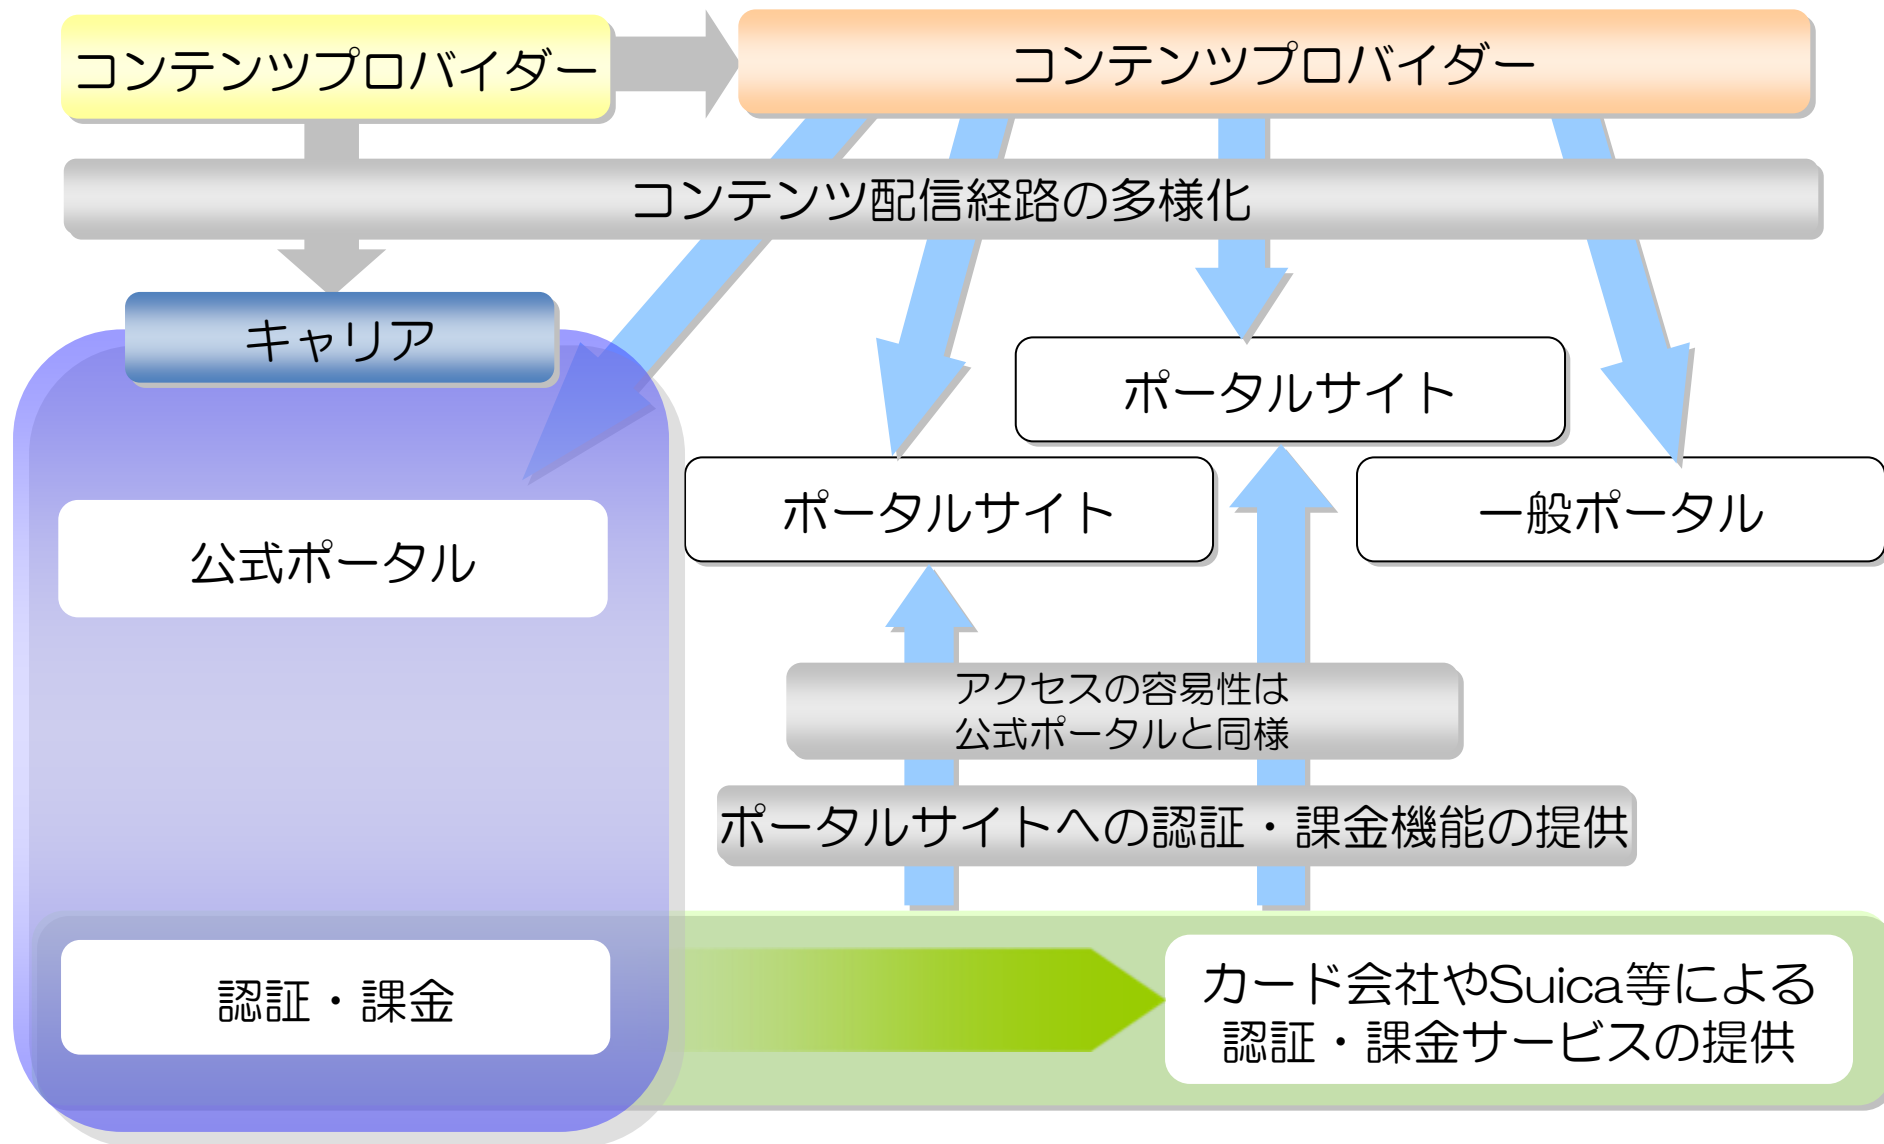 コンテンツプロバイダー
コンテンツプロバイダー
コンテンツ配信経路の多様化
キャリア
ポータルサイト
ポータルサイト
一般ポータル
公式ポータル
アクセスの容易性は
公式ポータルと同様
ポータルサイトへの認証・課金機能の提供
認証・課金
カード会社やSuica等による
認証・課金サービスの提供